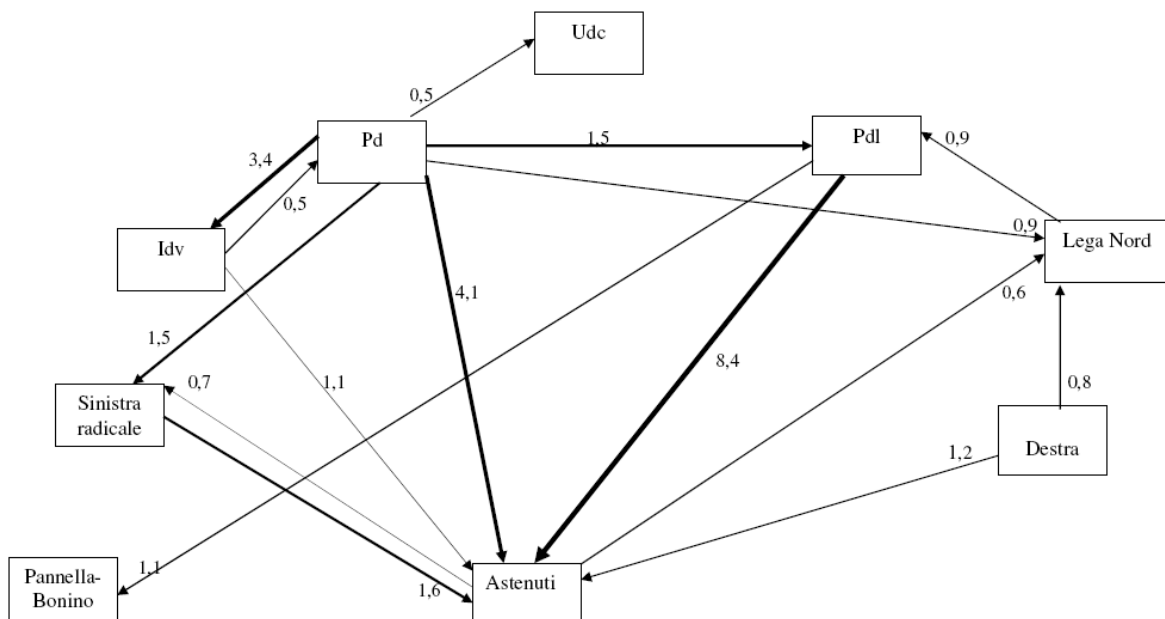 Udc
0,5
Pd
1,5
Pdl
0,9
3,4
0,5
Idv
0,9
Lega Nord
4,1
0,6
1,5
8,4
0,7
1,1
0,8
Sinistra
radicale
Destra
1,2
1,1
Pannella-
Bonino
1,6
Astenuti